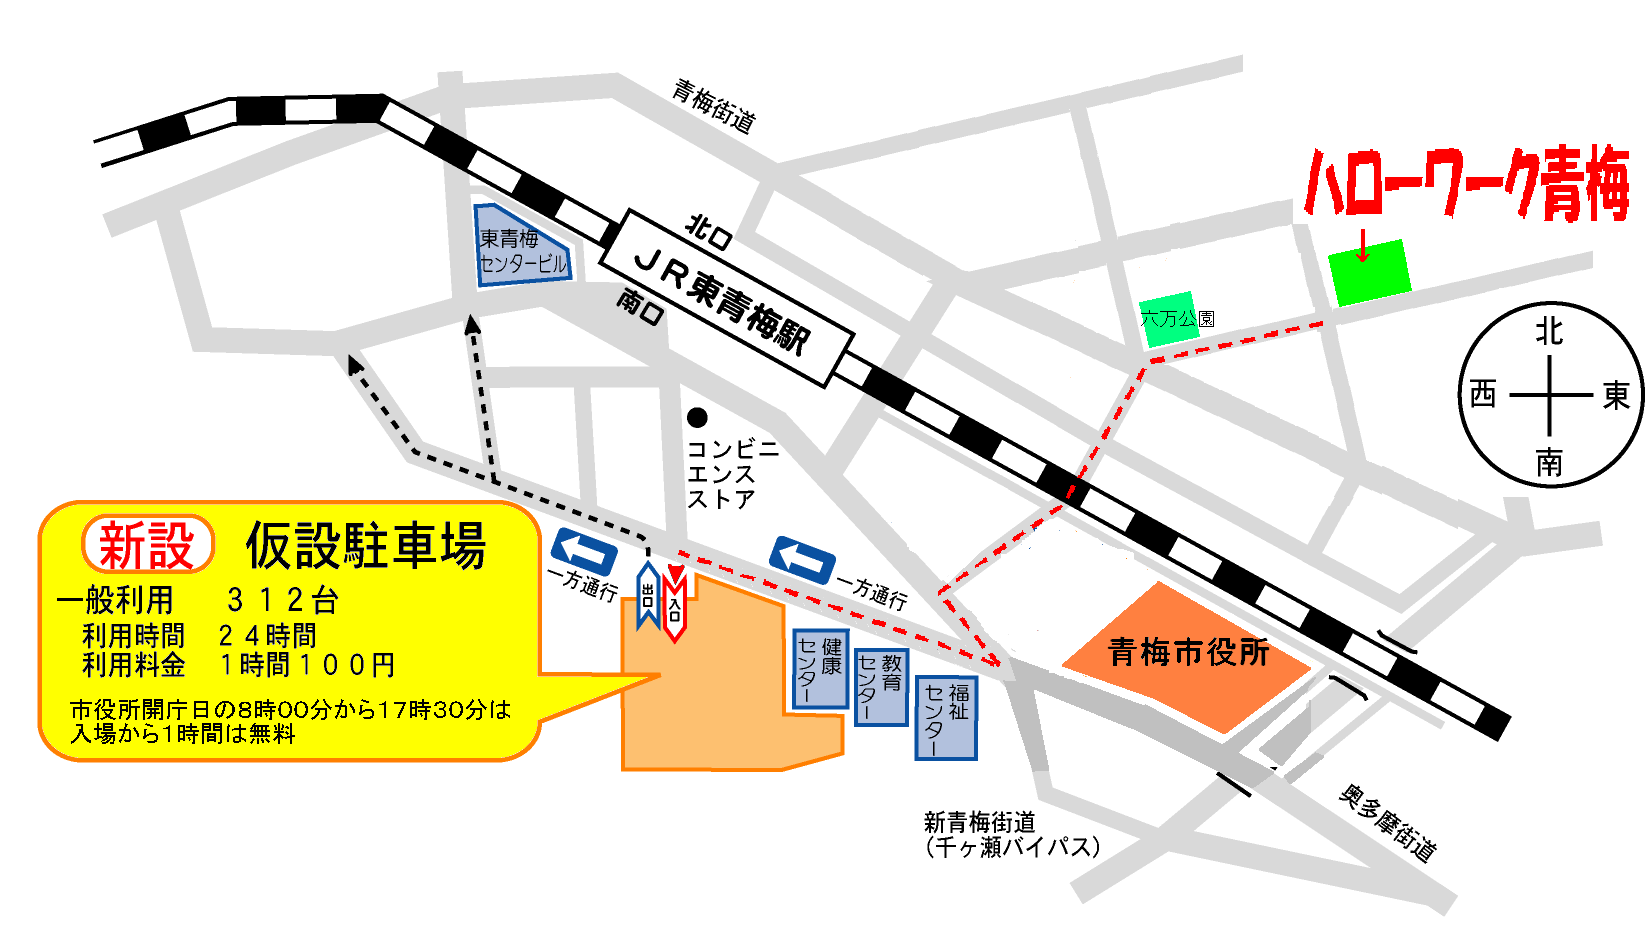 青梅街道
ハローワーク青梅
↓
北口
JR東青梅駅
南口
東青梅
センタービル
六万公園
北
西 東
南
コンビニ
エンス
ストア
新設 仮設駐車場
一般利用 312台
利用時間 24時間
利用料金 1時間100円
市役所開庁日の8時00分から17時30分は
入場から1時間は無料
一方通行
一方通行
出口
入口
健康
センター
教育
センター
福祉
センター
青梅市役所
新青梅街道
(千ヶ瀬バイパス)
奥多摩街道